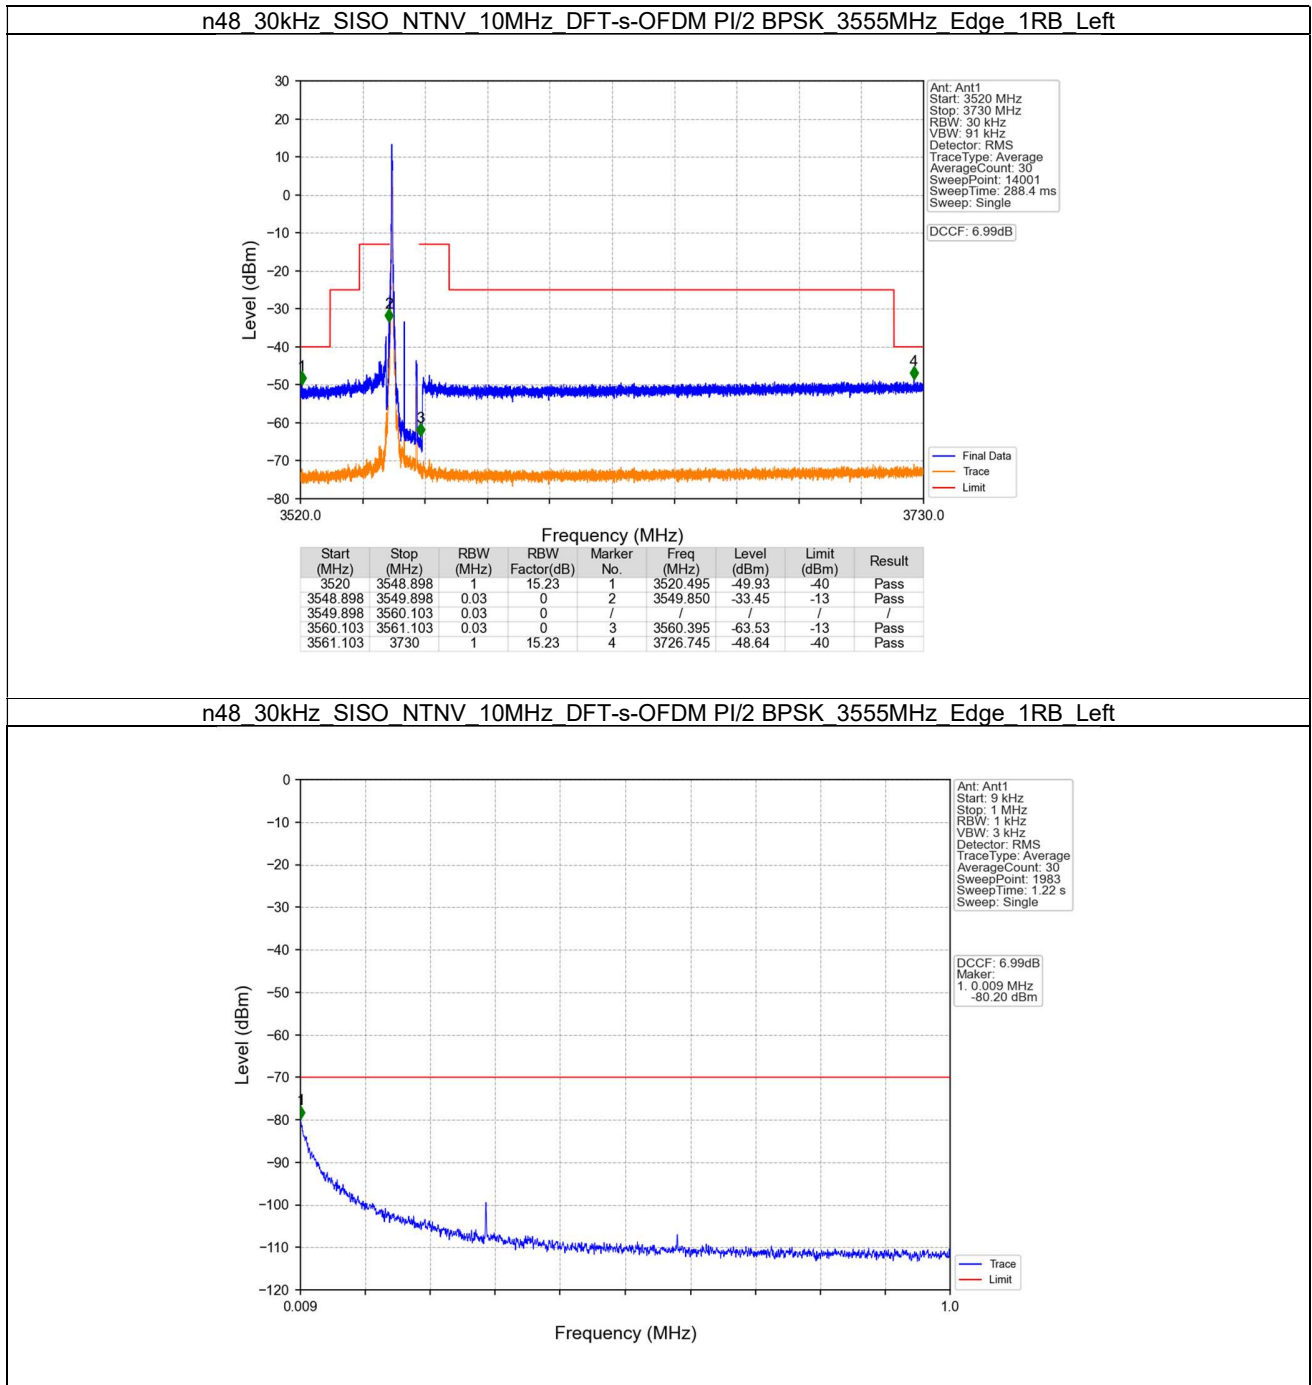 n48_30kHz_SISO_NTNV_10MHz_DFT-s-OFDM PI/2 BPSK_3555MHz_Edge_1RB_Left
30
20
10
0
−10
−20
−30
−40
−50
−60
−70
−80
Level (dBm)
1
2
3
4
3520.0
3730.0
Frequency (MHz)
Ant: Ant1
Start: 3520 MHz
Stop: 3730 MHz
RBW: 30 kHz
VBW: 91 kHz
Detector: RMS
TraceType: Average
AverageCount: 30
SweepPoint: 14001
SweepTime: 288.4 ms
Sweep: Single
DCCF: 6.99dB
Final Data
Trace
Limit
Start (MHz) Stop (MHz) RBW (MHz) RBW Factor(dB) Marker No. Freq (MHz) Level (dBm) Limit (dBm) Result
3520 3548.898 1 15.23 1 3520.495 -49.93 -40 Pass
3548.898 3549.898 0.03 0 2 3549.850 -33.45 -13 Pass
3549.898 3560.103 0.03 0 / / / / /
3560.103 3561.103 0.03 0 3 3560.395 -63.53 -13 Pass
3561.103 3730 1 15.23 4 3726.745 -48.64 -40 Pass
n48_30kHz_SISO_NTNV_10MHz_DFT-s-OFDM PI/2 BPSK_3555MHz_Edge_1RB_Left
0
−10
−20
−30
−40
−50
−60
−70
−80
−90
−100
−110
−120
Level (dBm)
1
0.009
1.0
Frequency (MHz)
Ant: Ant1
Start: 9 kHz
Stop: 1 MHz
RBW: 1 kHz
VBW: 3 kHz
Detector: RMS
TraceType: Average
AverageCount: 30
SweepPoint: 1983
SweepTime: 1.22 s
Sweep: Single
DCCF: 6.99dB
Maker:
1. 0.009 MHz
-80.20 dBm
Trace
Limit